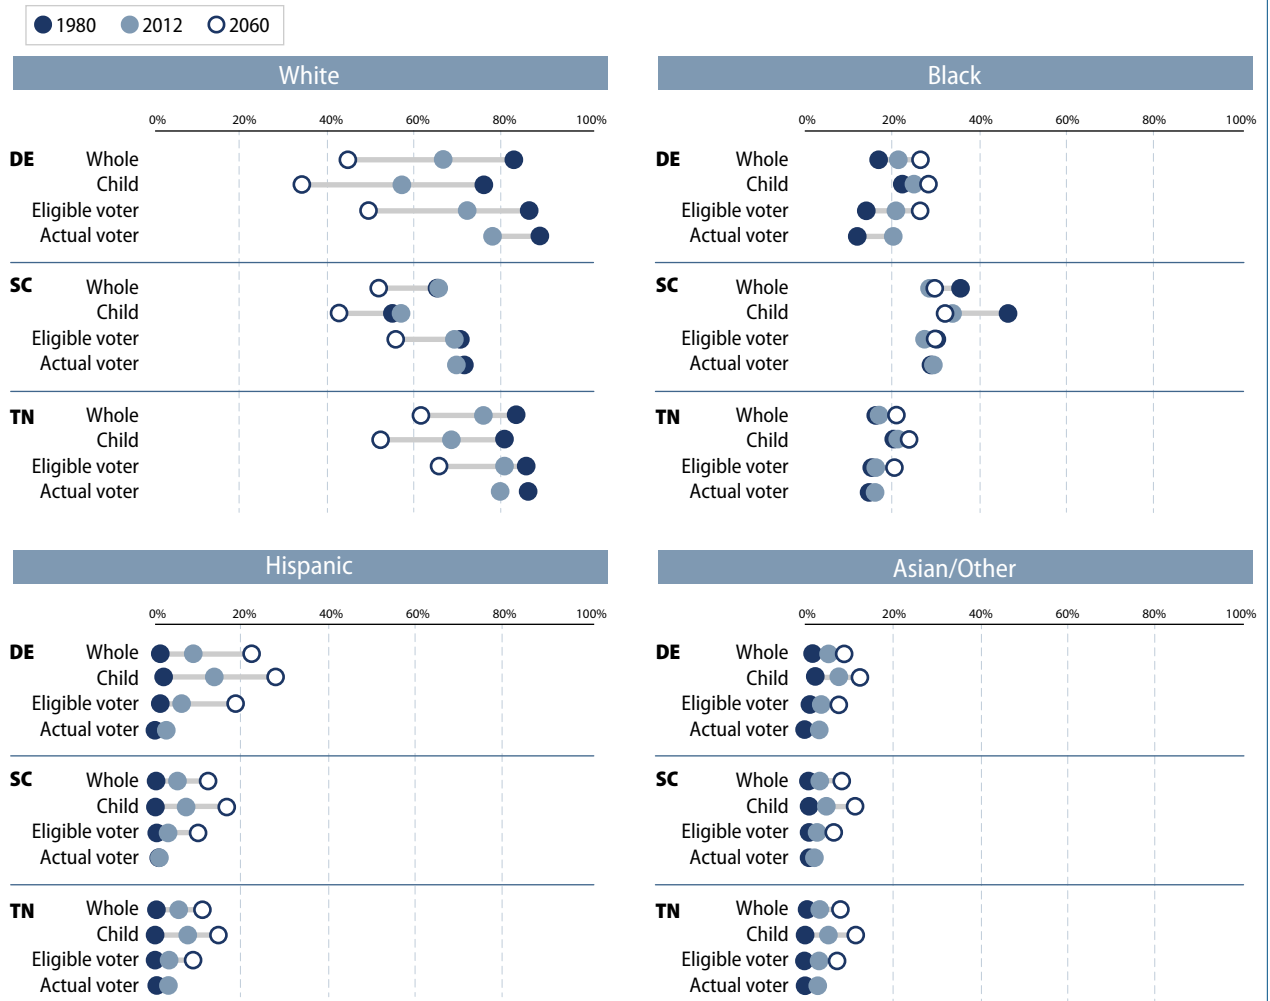 1980 2012 2060
White
0% 20% 40% 60% 80% 100%
DE Whole
Child
Eligible voter
Actual voter
SC Whole
Child
Eligible voter
Actual voter
TN Whole
Child
Eligible voter
Actual voter
Black
0% 20% 40% 60% 80% 100%
DE Whole
Child
Eligible voter
Actual voter
SC Whole
Child
Eligible voter
Actual voter
TN Whole
Child
Eligible voter
Actual voter
Hispanic
0% 20% 40% 60% 80% 100%
DE Whole
Child
Eligible voter
Actual voter
SC Whole
Child
Eligible voter
Actual voter
TN Whole
Child
Eligible voter
Actual voter
Asian/Other
0% 20% 40% 60% 80% 100%
DE Whole
Child
Eligible voter
Actual voter
SC Whole
Child
Eligible voter
Actual voter
TN Whole
Child
Eligible voter
Actual voter